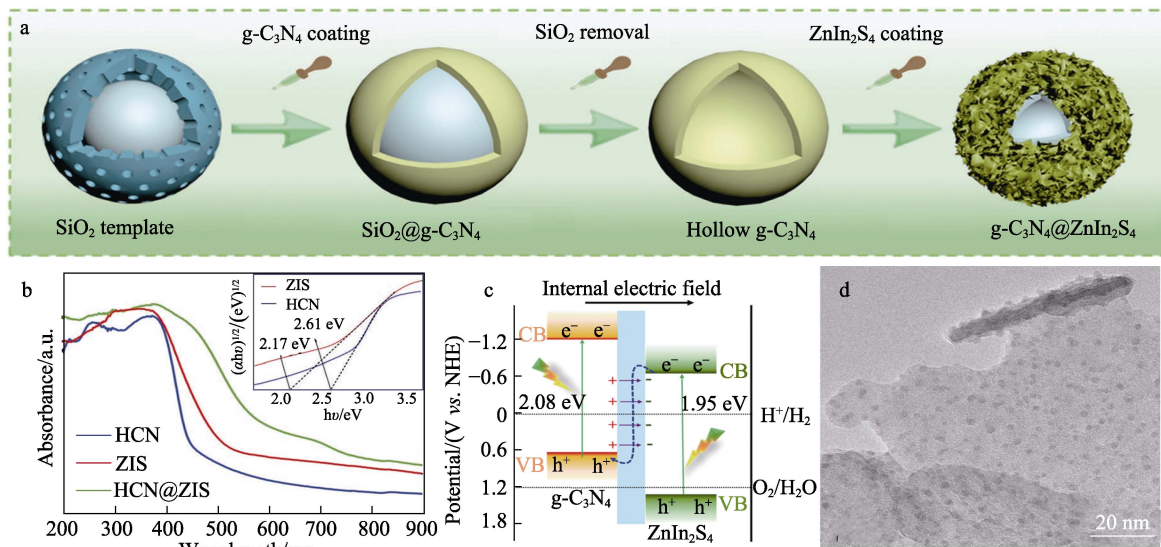 a
g-C₃N₄ coating
SiO₂ removal
ZnIn₂S₄ coating
SiO₂ template
SiO₂@g-C₃N₄
Hollow g-C₃N₄
g-C₃N₄@ZnIn₂S₄
b
Absorbance/a.u.
HCN
ZIS
HCN@ZIS
200 300 400 500 600 700 800 900
(αhυ)¹/²/(eV)¹/²
ZIS
HCN
2.61 eV
2.17 eV
2.0 2.5 3.0 3.5
hυ/eV
c
Internal electric field
Potential/(V vs. NHE)
−1.2
−0.6
0
0.6
1.2
1.8
CB
e⁻ e⁻
e⁻ e⁻
CB
+ -
+ -
+ -
+ -
2.08 eV
1.95 eV
H⁺/H₂
VB
h⁺ h⁺
g-C₃N₄
O₂/H₂O
h⁺ h⁺
VB
ZnIn₂S₄
d
20 nm